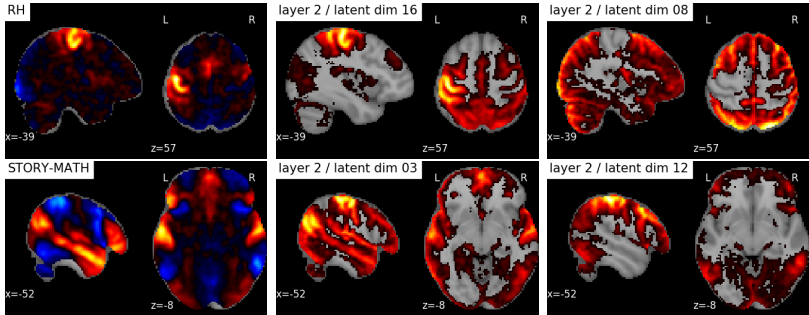 RH
L R
x=-39
z=57
layer 2 / latent dim 16
L R
x=-39
z=57
layer 2 / latent dim 08
L R
x=-39
z=57
STORY-MATH
L R
x=-52
z=-8
layer 2 / latent dim 03
L R
x=-52
z=-8
layer 2 / latent dim 12
L R
x=-52
z=-8